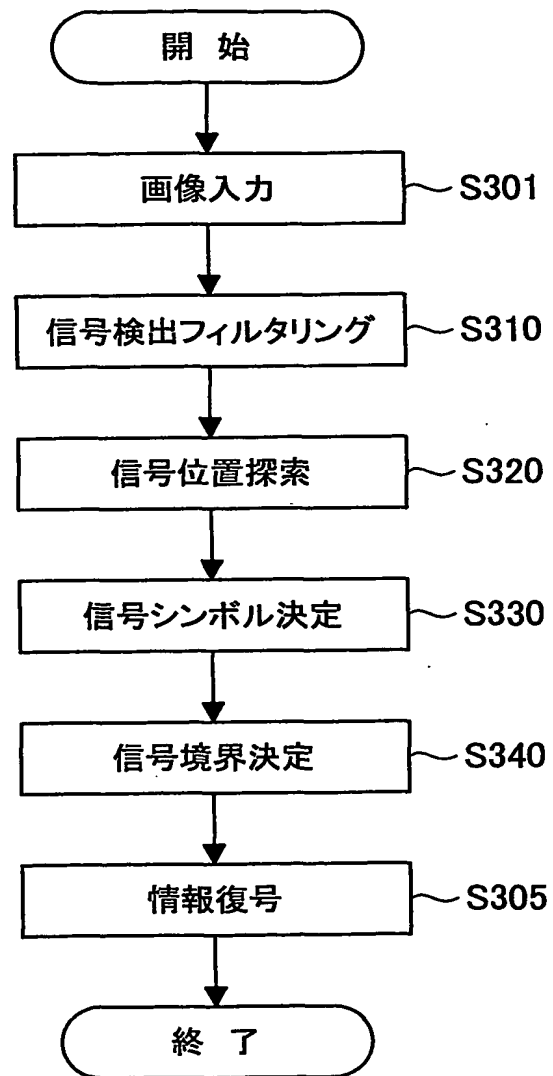 開 始
画像入力 S301
信号検出フィルタリング S310
信号位置探索 S320
信号シンボル決定 S330
信号境界決定 S340
情報復号 S305
終 了